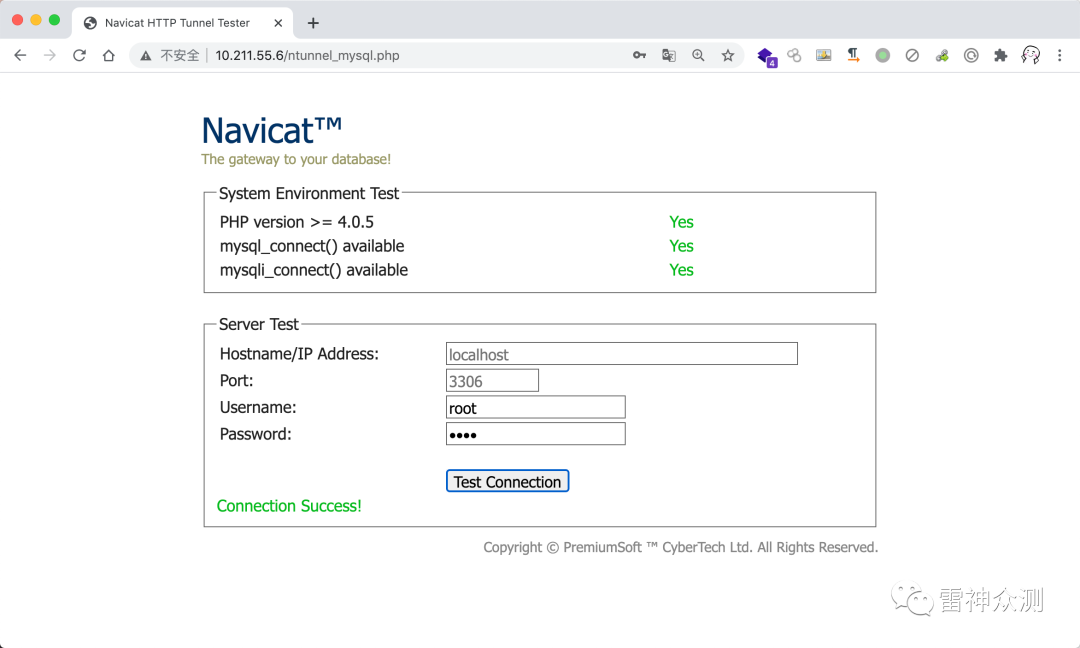 Navicat HTTP Tunnel Tester
不安全
10.211.55.6/ntunnel_mysql.php
4
Navicat™
The gateway to your database!
System Environment Test
PHP version >= 4.0.5 Yes
mysql_connect() available Yes
mysqli_connect() available Yes
Server Test
Hostname/IP Address: localhost
Port: 3306
Username: root
Password: ••••
Test Connection
Connection Success!
Copyright © PremiumSoft ™ CyberTech Ltd. All Rights Reserved.
雷神众测